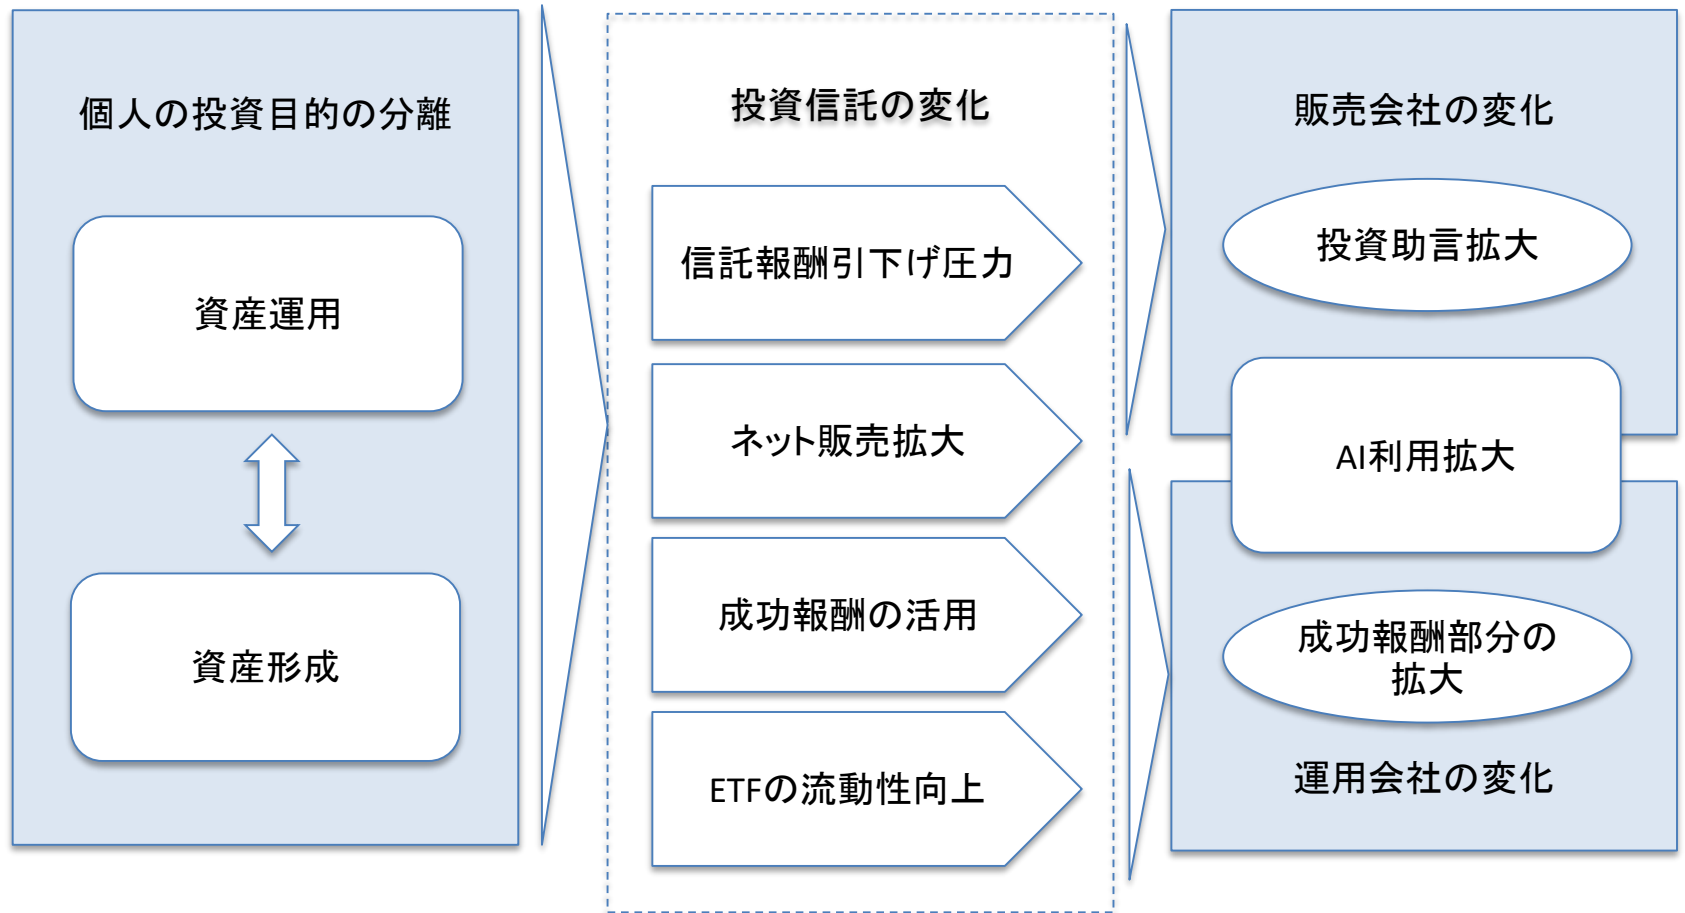 個人の投資目的の分離
資産運用
資産形成
投資信託の変化
信託報酬引下げ圧力
ネット販売拡大
成功報酬の活用
ETFの流動性向上
販売会社の変化
投資助言拡大
AI利用拡大
成功報酬部分の
拡大
運用会社の変化